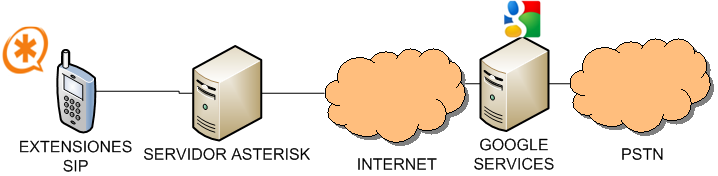 EXTENSIONES
SIP
SERVIDOR ASTERISK
INTERNET
GOOGLE
SERVICES
PSTN